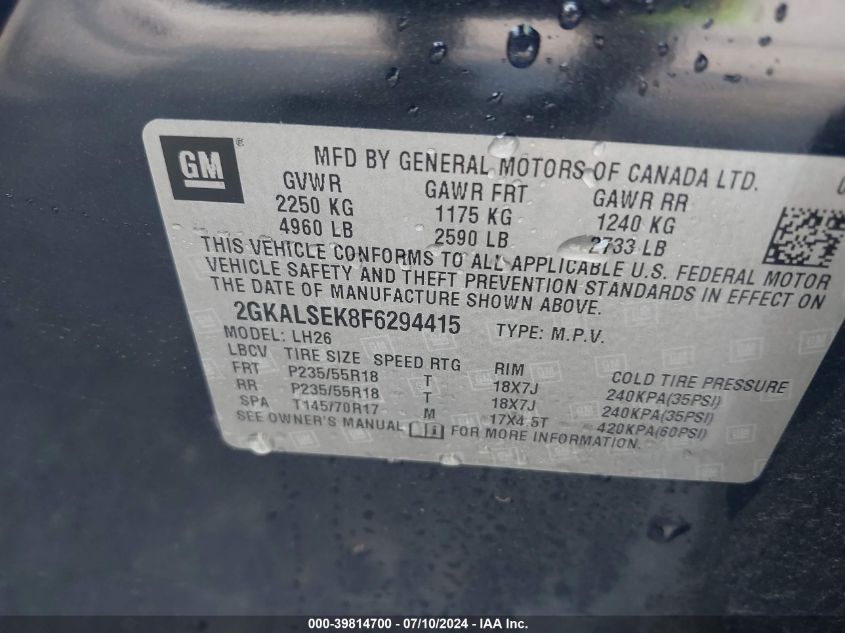 GM®
MFD BY GENERAL MOTORS OF CANADA LTD.
GVWR GAWR FRT GAWR RR
2250 KG 1175 KG 1240 KG
4960 LB 2590 LB 2733 LB
THIS VEHICLE CONFORMS TO ALL APPLICABLE U.S. FEDERAL MOTOR
VEHICLE SAFETY AND THEFT PREVENTION STANDARDS IN EFFECT ON
THE DATE OF MANUFACTURE SHOWN ABOVE.
2GKALSEK8F6294415 TYPE: M.P.V.
MODEL: LH26
LBCV TIRE SIZE SPEED RTG RIM COLD TIRE PRESSURE
FRT P235/55R18 T 18X7J 240KPA(35PSI)
RR P235/55R18 T 18X7J 240KPA(35PSI)
SPA T145/70R17 M 17X4.5T 420KPA(60PSI)
SEE OWNER'S MANUAL FOR MORE INFORMATION.
000-39814700 - 07/10/2024 - IAA Inc.